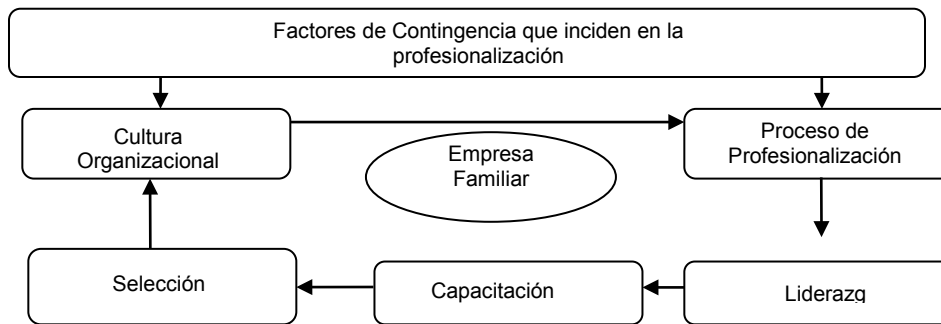 Factores de Contingencia que inciden en la
profesionalización
Cultura
Organizacional
Empresa
Familiar
Proceso de
Profesionalización
Selección
Capacitación
Liderazg